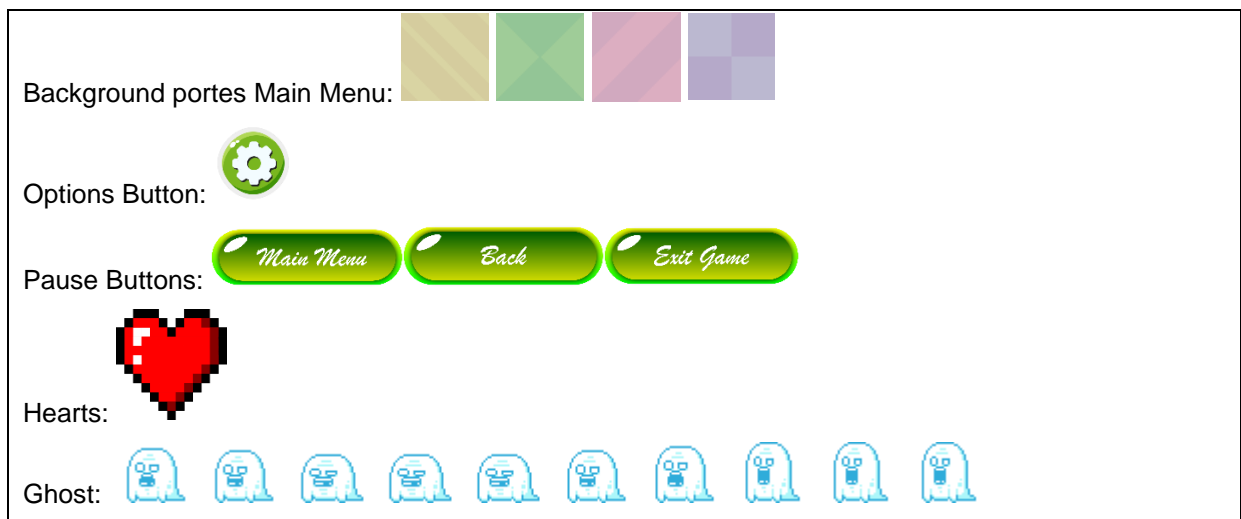 Background portes Main Menu:
Options Button:
Pause Buttons: Main Menu Back Exit Game
Hearts:
Ghost: